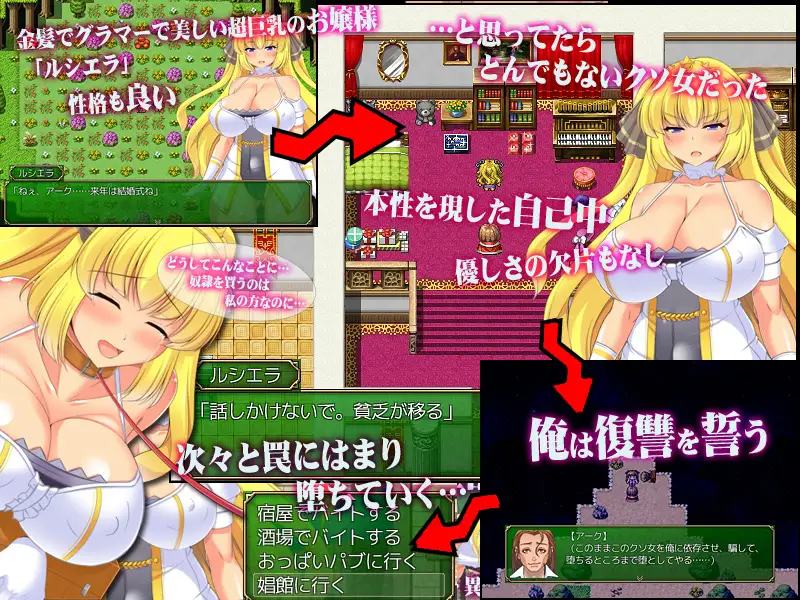 金髪でグラマーで美しい超巨乳のお嬢様
「ルシエラ」
性格も良い
ルシエラ
「ねぇ、アーク……来年は結婚式ね」
…と思ってたら
とんでもないクソ女だった
本性を現した自己中
優しさの欠片もなし
どうしてこんなことに…
奴隷を買うのは
私の方なのに…
ルシエラ
「話しかけないで。貧乏が移る」
俺は復讐を誓う
次々と罠にはまり
堕ちていく…
宿屋でバイトする
酒場でバイトする
おっぱいパブに行く
娼館に行く
【アーク】
（このままこのクソ女を俺に依存させ、騙して、
堕ちるところまで堕としてやる……）